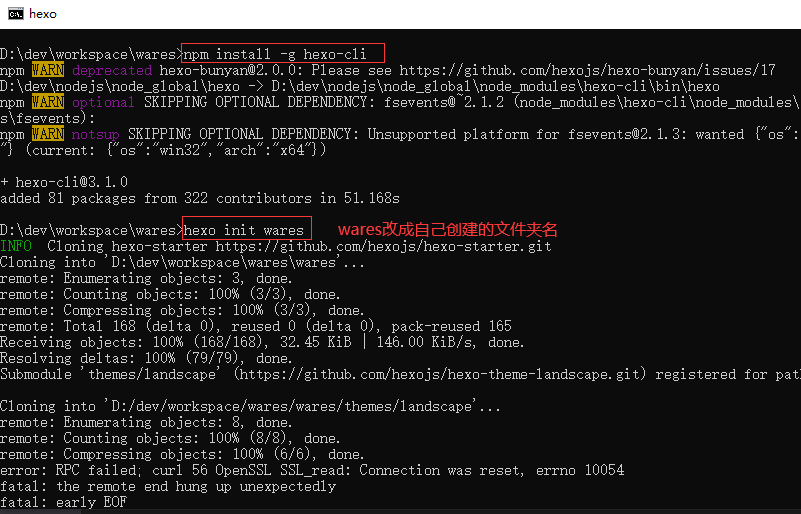 hexo
D:\dev\workspace\wares>npm install -g hexo-cli
npm WARN deprecated hexo-bunyan@2.0.0: Please see https://github.com/hexojs/hexo-bunyan/issues/17
D:\dev\nodejs\node_global\hexo -> D:\dev\nodejs\node_global\node_modules\hexo-cli\bin\hexo
npm WARN optional SKIPPING OPTIONAL DEPENDENCY: fsevents@~2.1.2 (node_modules\hexo-cli\node_modules\
s\fsevents):
npm WARN notsup SKIPPING OPTIONAL DEPENDENCY: Unsupported platform for fsevents@2.1.3: wanted {"os":
"} (current: {"os":"win32","arch":"x64"})
+ hexo-cli@3.1.0
added 81 packages from 322 contributors in 51.168s
D:\dev\workspace\wares>hexo init wares wares改成自己创建的文件夹名
INFO  Cloning hexo-starter https://github.com/hexojs/hexo-starter.git
Cloning into 'D:\dev\workspace\wares\wares'...
remote: Enumerating objects: 3, done.
remote: Counting objects: 100% (3/3), done.
remote: Compressing objects: 100% (3/3), done.
remote: Total 168 (delta 0), reused 0 (delta 0), pack-reused 165
Receiving objects: 100% (168/168), 32.45 KiB | 146.00 KiB/s, done.
Resolving deltas: 100% (79/79), done.
Submodule 'themes/landscape' (https://github.com/hexojs/hexo-theme-landscape.git) registered for pat
Cloning into 'D:/dev/workspace/wares/wares/themes/landscape'...
remote: Enumerating objects: 8, done.
remote: Counting objects: 100% (8/8), done.
remote: Compressing objects: 100% (6/6), done.
error: RPC failed; curl 56 OpenSSL SSL_read: Connection was reset, errno 10054
fatal: the remote end hung up unexpectedly
fatal: early EOF